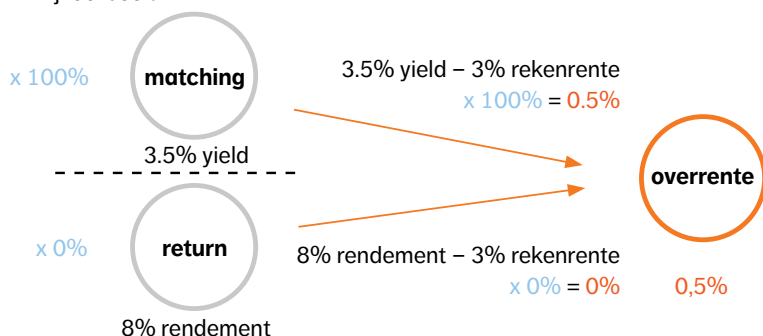 x 100%
matching
3.5% yield
3.5% yield – 3% rekenrente
x 100% = 0.5%
overrente
x 0%
return
8% rendement
8% rendement – 3% rekenrente
x 0% = 0%
0,5%